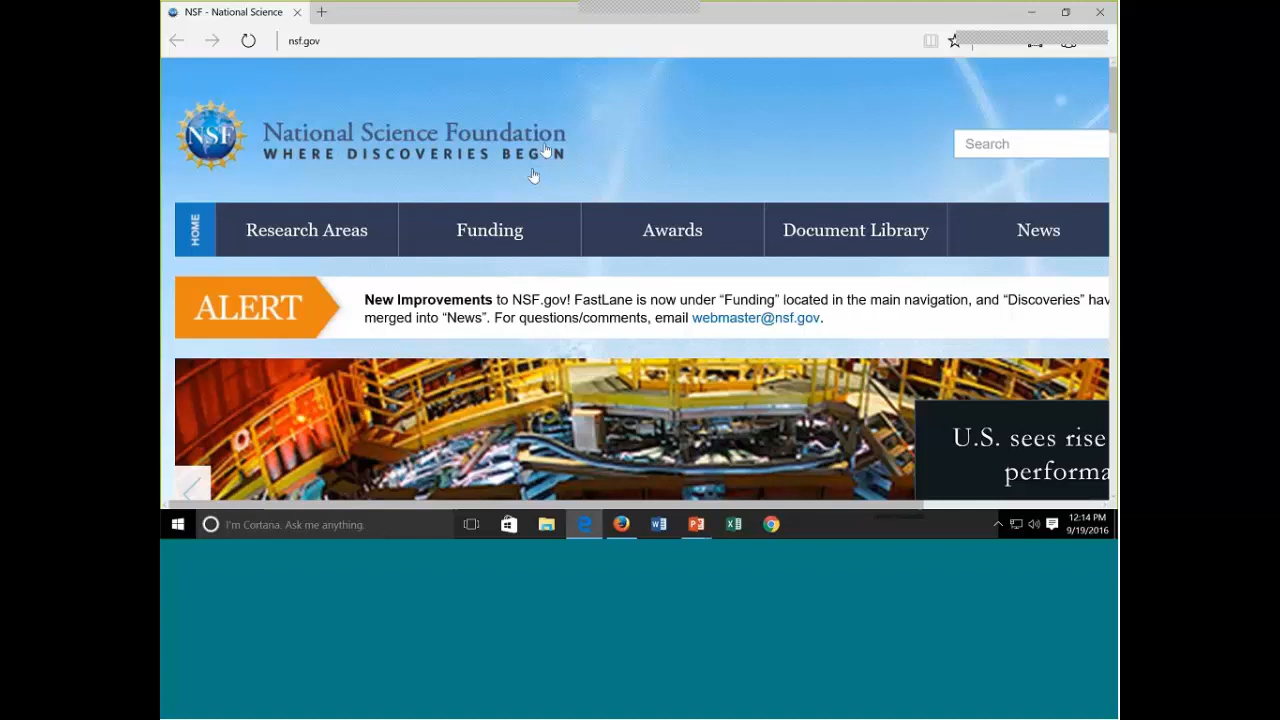 NSF - National Science
nsf.gov
NSF
National Science Foundation
WHERE DISCOVERIES BEGIN
Search
HOME
Research Areas
Funding
Awards
Document Library
News
ALERT
New Improvements to NSF.gov! FastLane is now under “Funding” located in the main navigation, and “Discoveries” hav
merged into “News”. For questions/comments, email webmaster@nsf.gov.
U.S. sees rise
performa
I'm Cortana. Ask me anything.
12:14 PM
9/19/2016